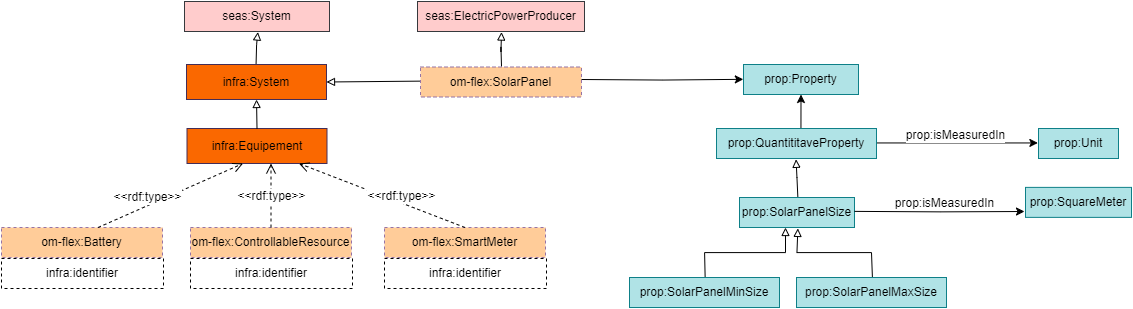 seas:System
seas:ElectricPowerProducer
infra:System
om-flex:SolarPanel
prop:Property
infra:Equipement
prop:QuantititaveProperty
prop:isMeasuredIn
prop:Unit
<<rdf:type>>
<<rdf:type>>
<<rdf:type>>
prop:SolarPanelSize
prop:isMeasuredIn
prop:SquareMeter
om-flex:Battery
om-flex:ControllableResource
om-flex:SmartMeter
infra:identifier
infra:identifier
infra:identifier
prop:SolarPanelMinSize
prop:SolarPanelMaxSize